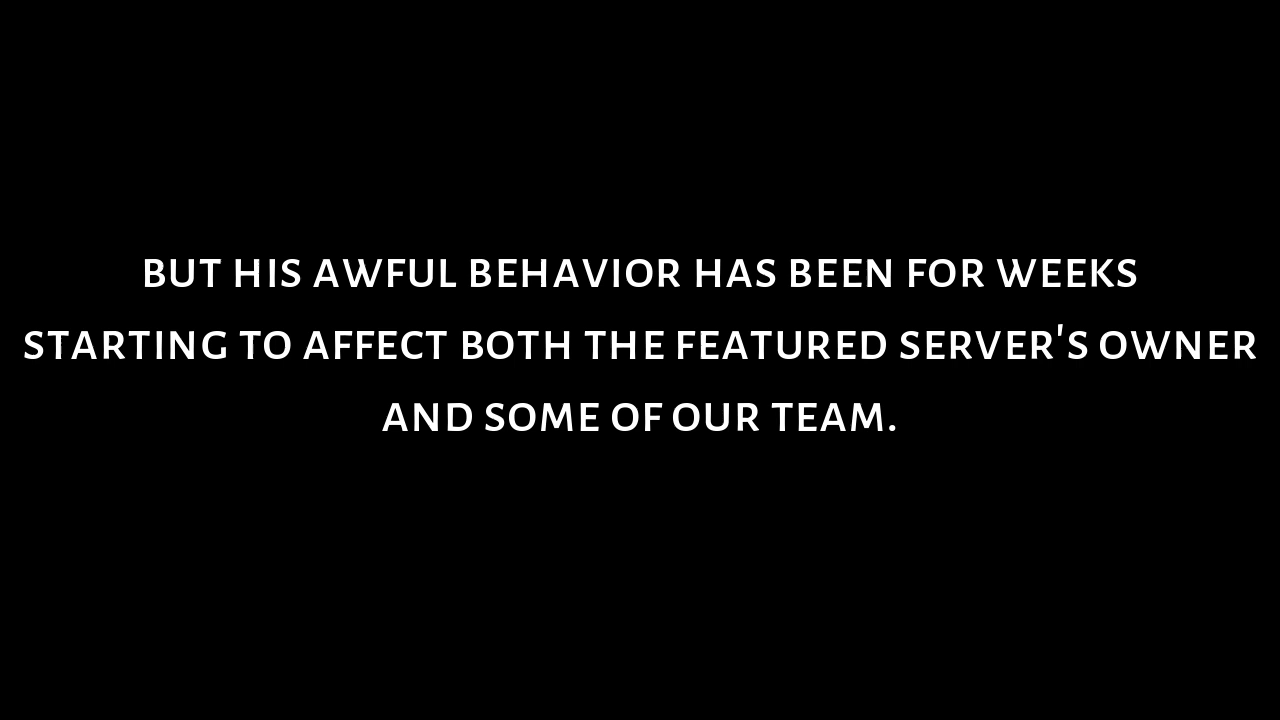 BUT HIS AWFUL BEHAVIOR HAS BEEN FOR WEEKS
STARTING TO AFFECT BOTH THE FEATURED SERVER'S OWNER
AND SOME OF OUR TEAM.